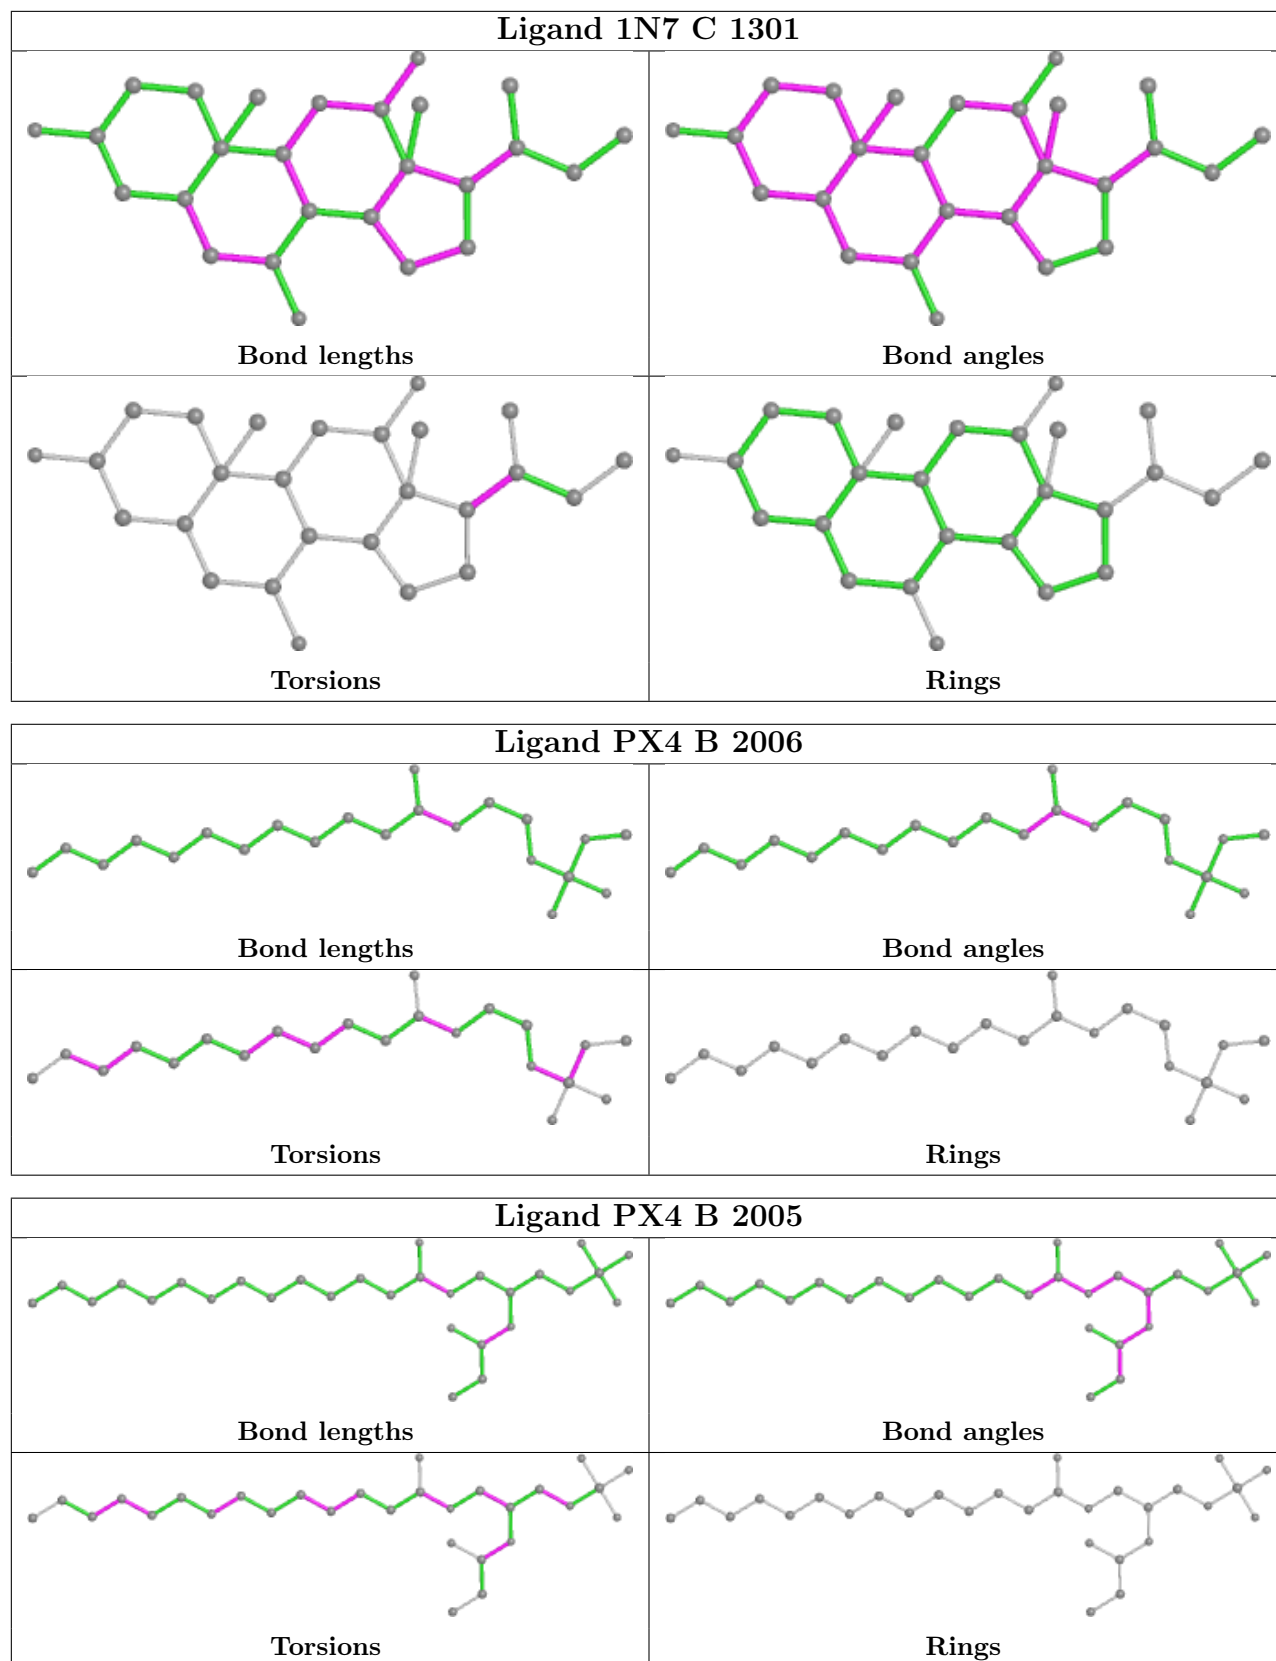 Ligand 1N7 C 1301
Bond lengths
Bond angles
Torsions
Rings
Ligand PX4 B 2006
Bond lengths
Bond angles
Torsions
Rings
Ligand PX4 B 2005
Bond lengths
Bond angles
Torsions
Rings